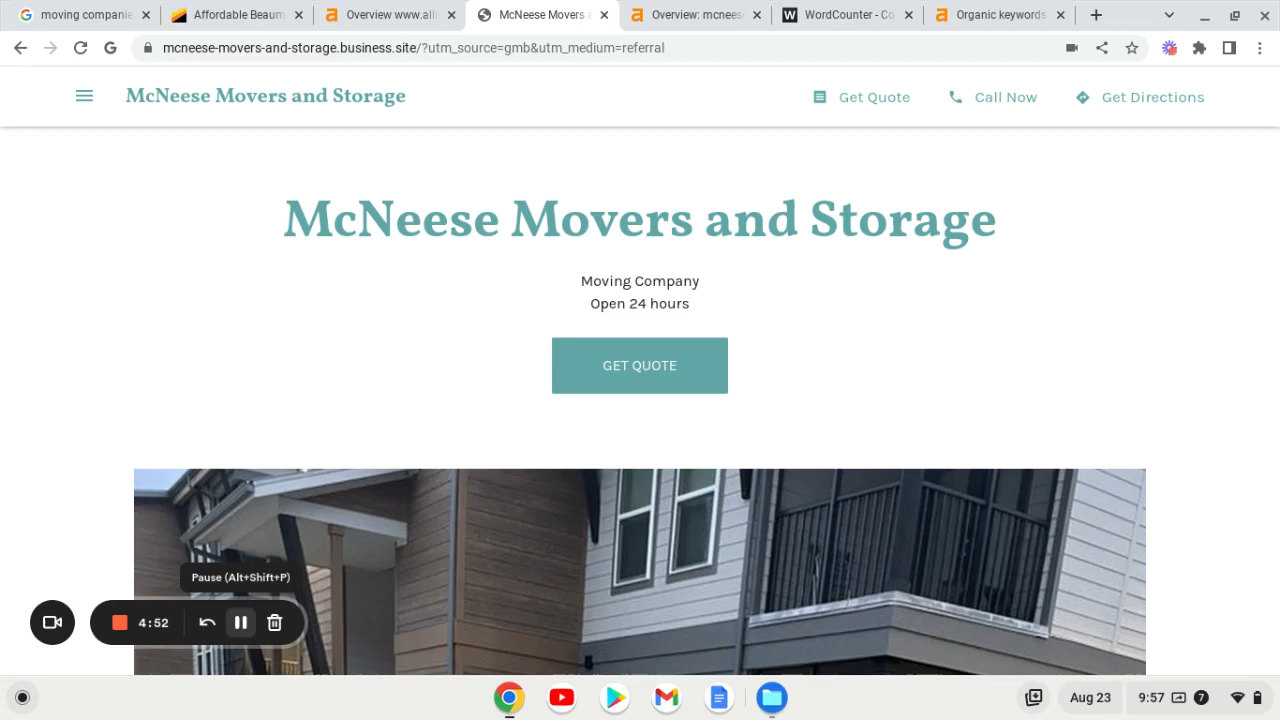 moving companie
Affordable Beaum
Overview www.alli
McNeese Movers a
Overview: mcneese
WordCounter - Co
Organic keywords
mcneese-movers-and-storage.business.site/?utm_source=gmb&utm_medium=referral
McNeese Movers and Storage
Get Quote
Call Now
Get Directions
McNeese Movers and Storage
Moving Company
Open 24 hours
GET QUOTE
Pause (Alt+Shift+P)
4:52
Aug 23
9:57
7